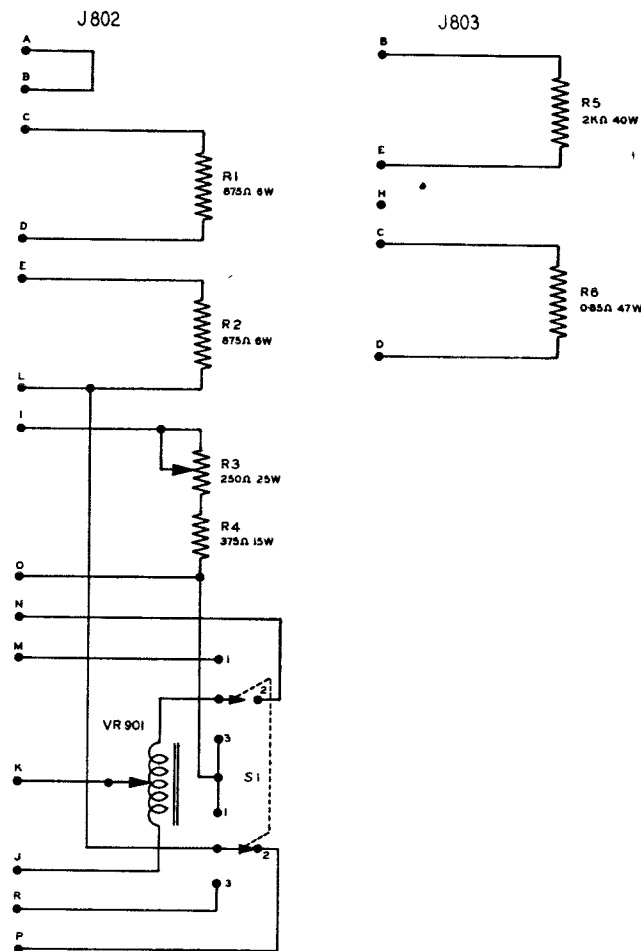 J802
A
B
C
R1
875Ω 6W
D
E
R2
875Ω 6W
L
I
R3
250Ω 25W
R4
375Ω 15W
O
N
M
1
2
VR901
3
K
S1
1
J
2
R
3
P
J803
B
R5
2KΩ 40W
E
H
C
R6
0·85Ω 47W
D